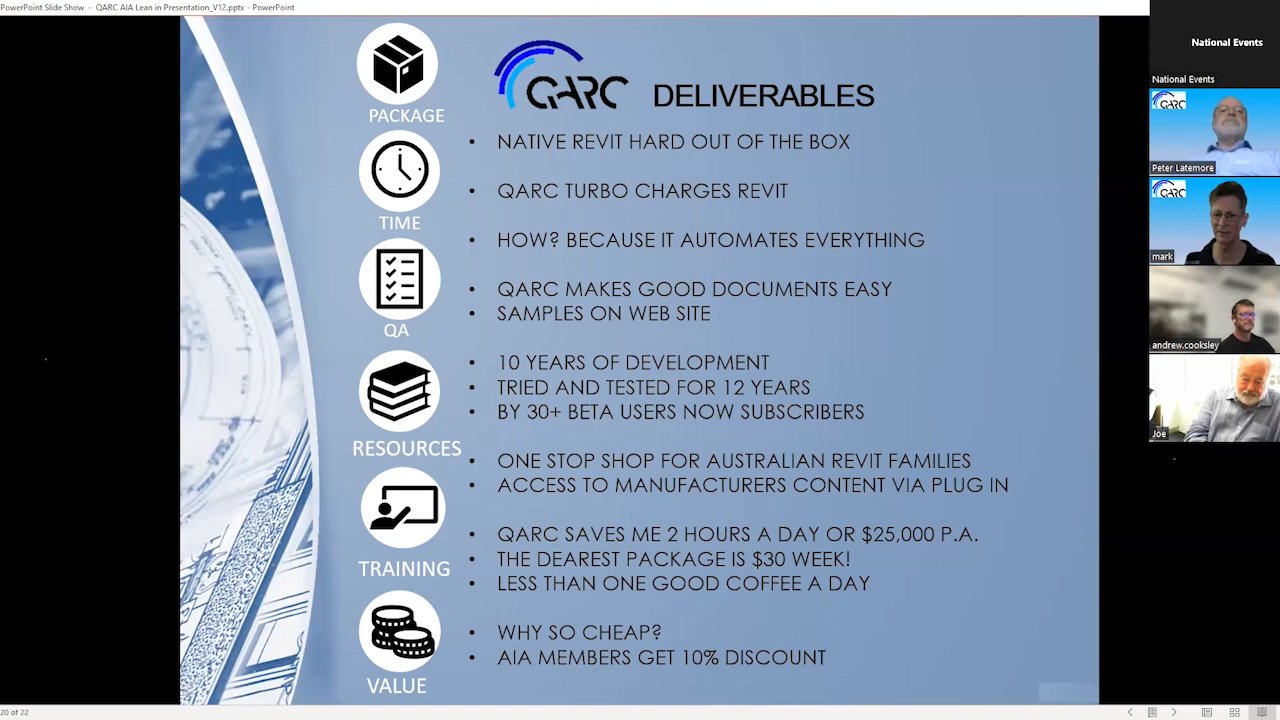 PowerPoint Slide Show - QARC AIA Lean in Presentation_V12.pptx - PowerPoint
QARC DELIVERABLES
PACKAGE
NATIVE REVIT HARD OUT OF THE BOX
QARC TURBO CHARGES REVIT
TIME
HOW? BECAUSE IT AUTOMATES EVERYTHING
QARC MAKES GOOD DOCUMENTS EASY
SAMPLES ON WEB SITE
QA
10 YEARS OF DEVELOPMENT
TRIED AND TESTED FOR 12 YEARS
BY 30+ BETA USERS NOW SUBSCRIBERS
RESOURCES
ONE STOP SHOP FOR AUSTRALIAN REVIT FAMILIES
ACCESS TO MANUFACTURERS CONTENT VIA PLUG IN
QARC SAVES ME 2 HOURS A DAY OR $25,000 P.A.
THE DEAREST PACKAGE IS $30 WEEK!
TRAINING
LESS THAN ONE GOOD COFFEE A DAY
WHY SO CHEAP?
AIA MEMBERS GET 10% DISCOUNT
VALUE
National Events
National Events
QARC
Peter Latemore
QARC
mark
andrew.cooksley
Joe
20 of 22